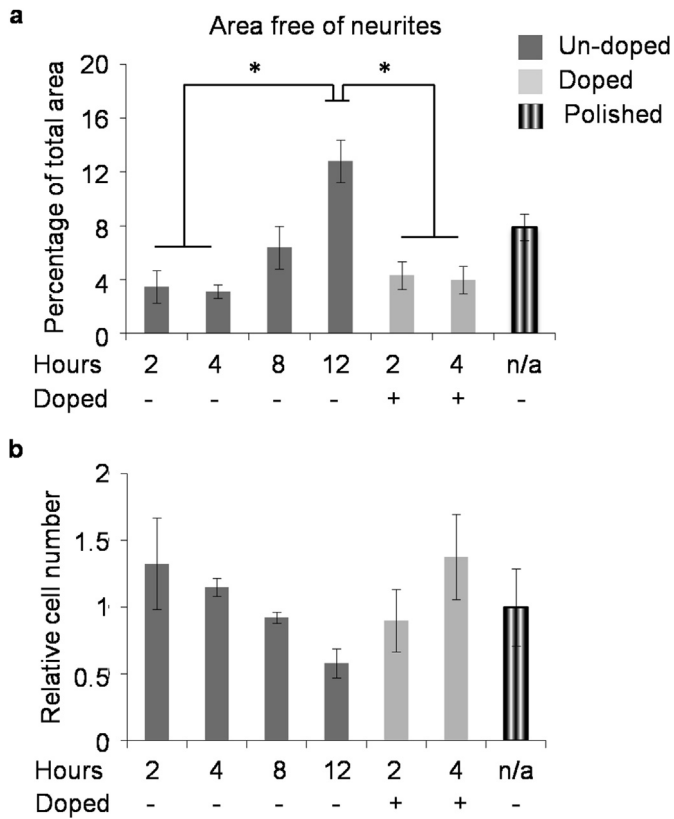 a
Area free of neurites
Un-doped
Doped
Polished
Percentage of total area
20
16
12
8
4
0
* *
Hours 2 4 8 12 2 4 n/a
Doped - - - - + + -
b
Relative cell number
2
1.5
1
0.5
0
Hours 2 4 8 12 2 4 n/a
Doped - - - - + + -